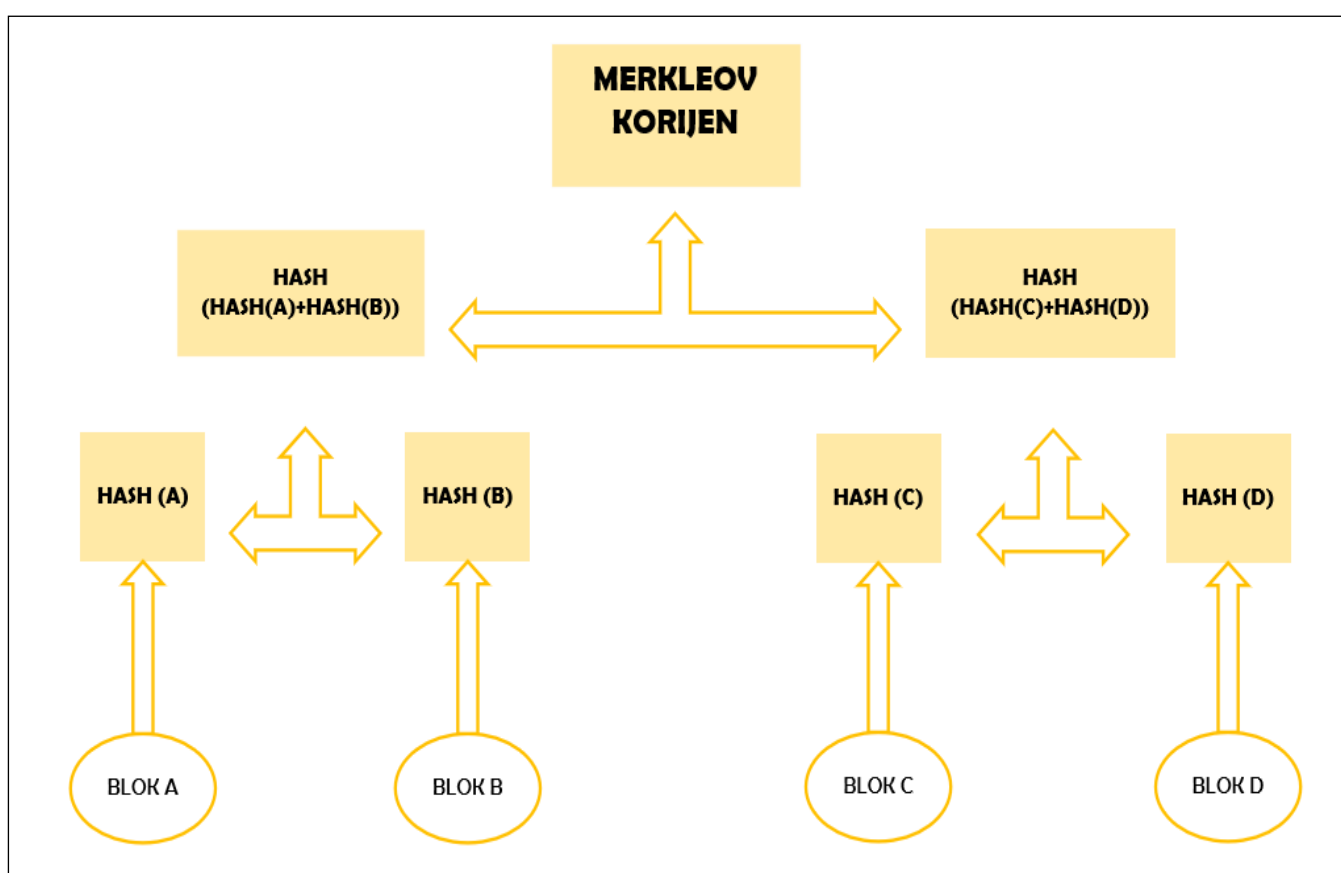 MERKLEOV
KORIJEN
HASH
(HASH(A)+HASH(B))
HASH
(HASH(C)+HASH(D))
HASH (A)
HASH (B)
HASH (C)
HASH (D)
BLOK A
BLOK B
BLOK C
BLOK D